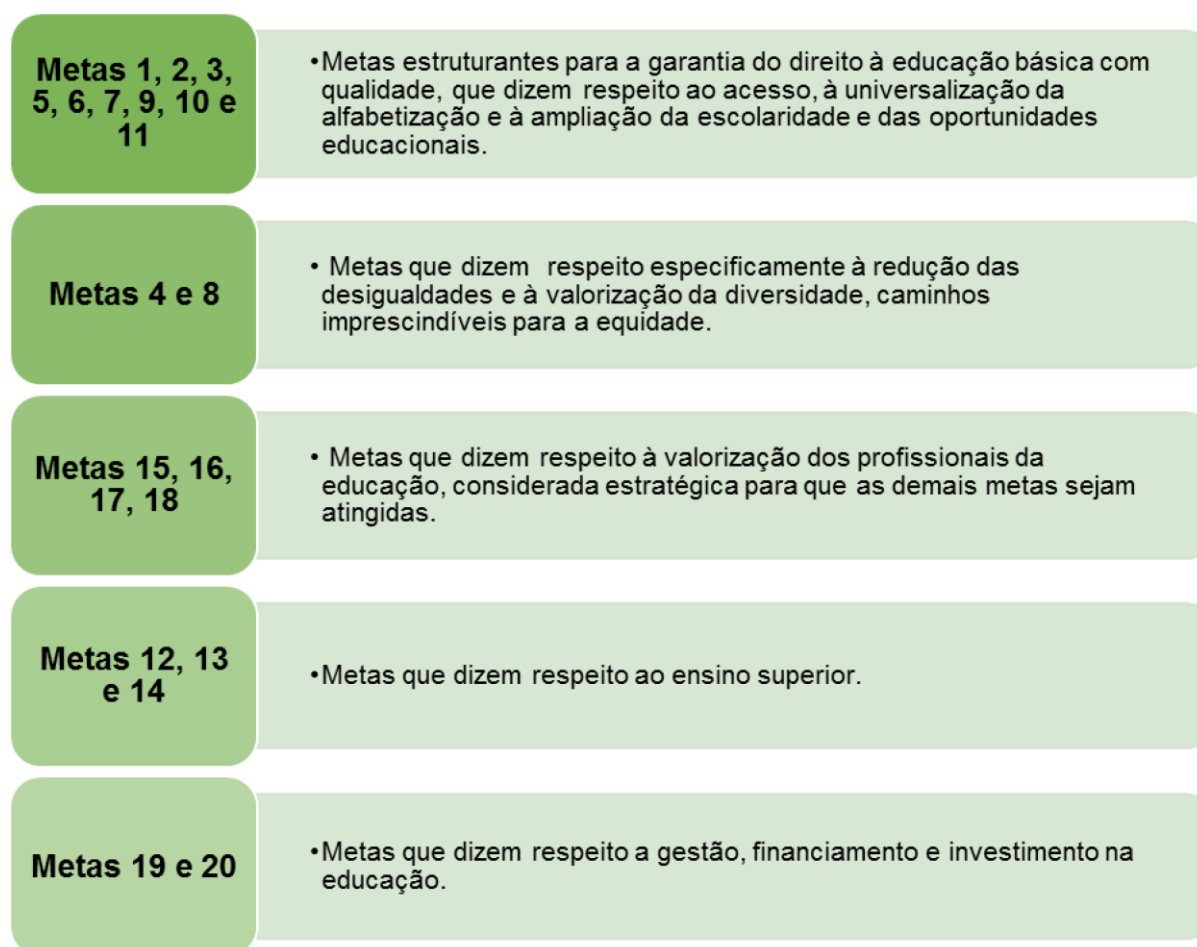 Metas 1, 2, 3,
5, 6, 7, 9, 10 e
11
•Metas estruturantes para a garantia do direito à educação básica com
qualidade, que dizem respeito ao acesso, à universalização da
alfabetização e à ampliação da escolaridade e das oportunidades
educacionais.
Metas 4 e 8
• Metas que dizem respeito especificamente à redução das
desigualdades e à valorização da diversidade, caminhos
imprescindíveis para a equidade.
Metas 15, 16,
17, 18
• Metas que dizem respeito à valorização dos profissionais da
educação, considerada estratégica para que as demais metas sejam
atingidas.
Metas 12, 13
e 14
•Metas que dizem respeito ao ensino superior.
Metas 19 e 20
•Metas que dizem respeito a gestão, financiamento e investimento na
educação.